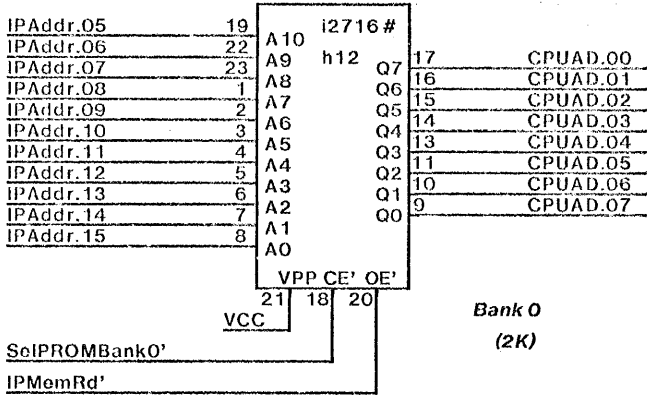 i2716#
h12
IPAddr.05 19 A10
IPAddr.06 22 A9
IPAddr.07 23 A8
IPAddr.08 1 A7
IPAddr.09 2 A6
IPAddr.10 3 A5
IPAddr.11 4 A4
IPAddr.12 5 A3
IPAddr.13 6 A2
IPAddr.14 7 A1
IPAddr.15 8 A0
Q7 17 CPUAD.00
Q6 16 CPUAD.01
Q5 15 CPUAD.02
Q4 14 CPUAD.03
Q3 13 CPUAD.04
Q2 11 CPUAD.05
Q1 10 CPUAD.06
Q0 9 CPUAD.07
VPP CE' OE'
21 18 20
VCC
SelPROMBank0'
IPMemRd'
Bank 0
(2K)